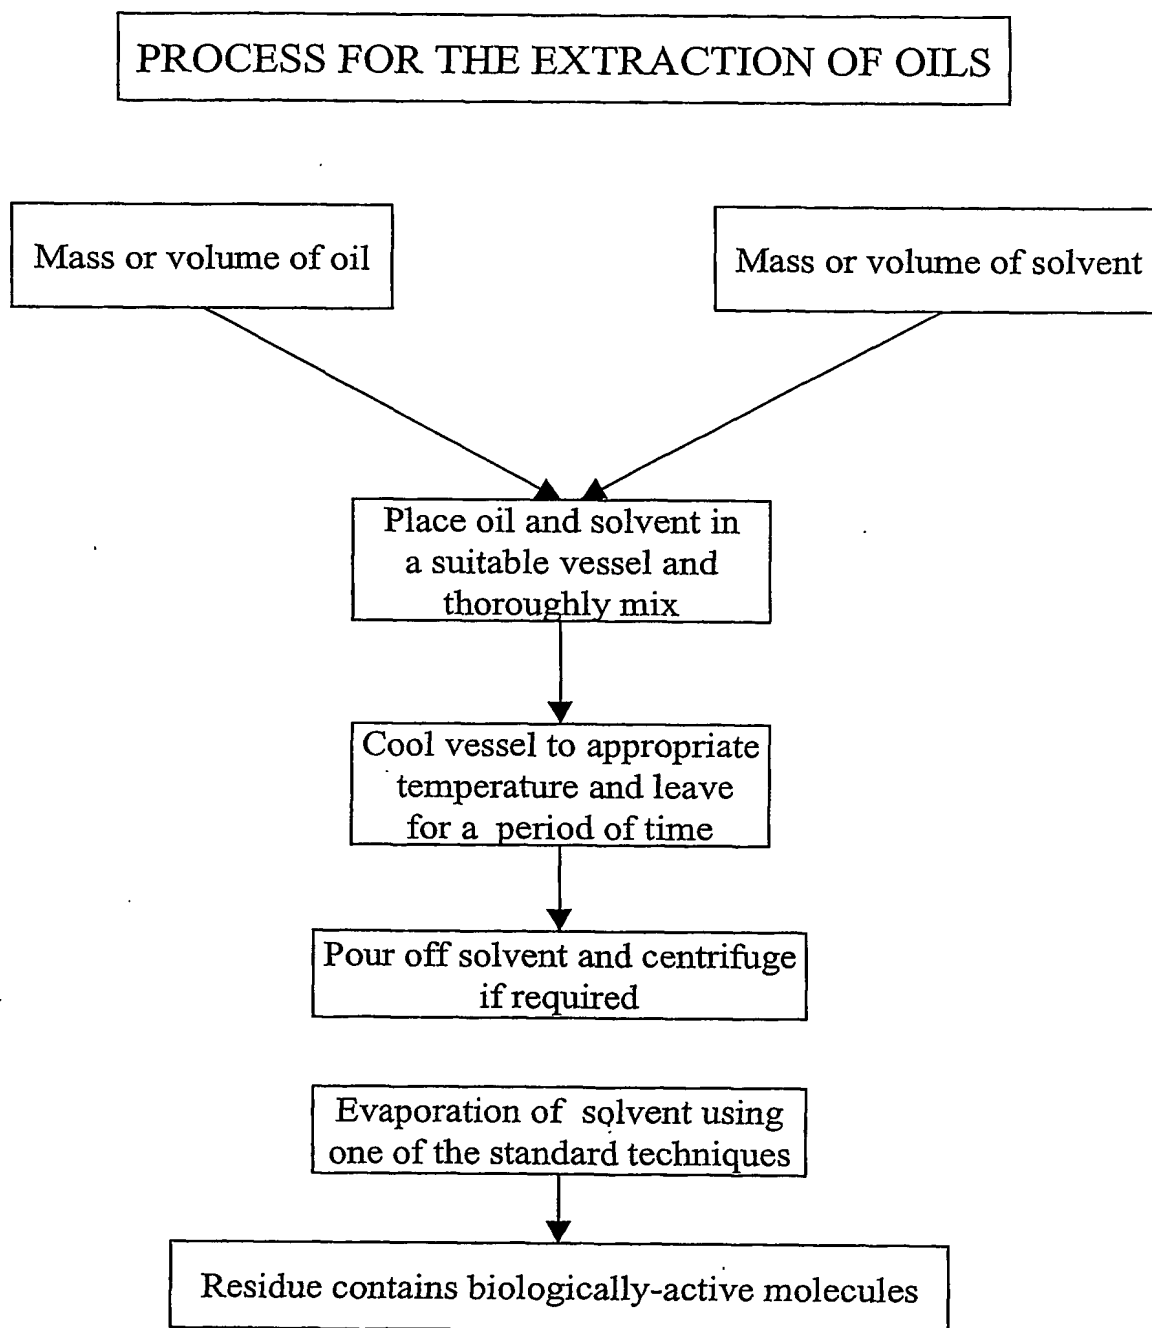 PROCESS FOR THE EXTRACTION OF OILS
Mass or volume of oil
Mass or volume of solvent
Place oil and solvent in
a suitable vessel and
thoroughly mix
Cool vessel to appropriate
temperature and leave
for a period of time
Pour off solvent and centrifuge
if required
Evaporation of solvent using
one of the standard techniques
Residue contains biologically-active molecules